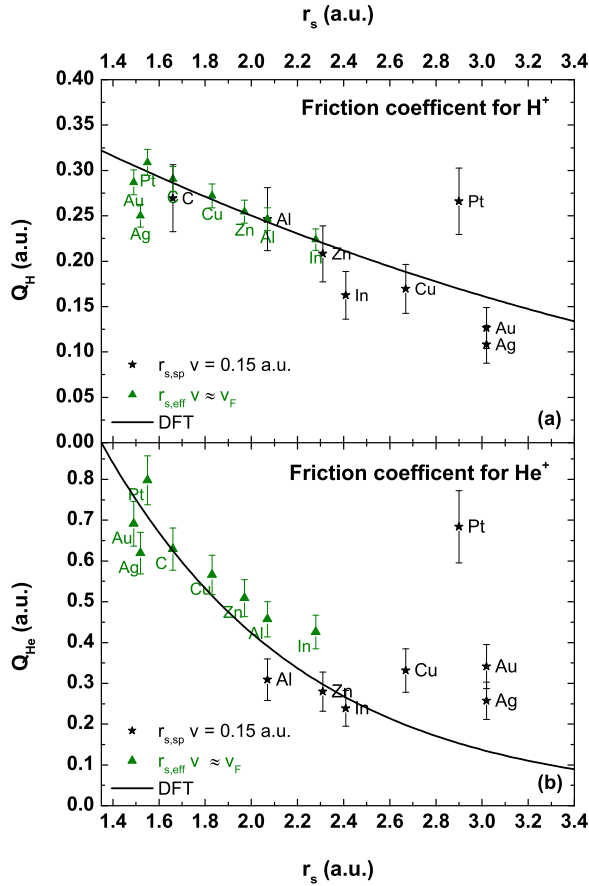 r_s (a.u.)
1.4 1.6 1.8 2.0 2.2 2.4 2.6 2.8 3.0 3.2 3.4
0.40
Friction coefficent for H⁺
0.35
0.30
0.25
0.20
0.15
0.10
0.00
Q_H (a.u.)
Pt
Au
Ag
C
C
Cu
Zn
Al
Al
In
Zn
In
Cu
Pt
Au
Ag
r_s,sp v = 0.15 a.u.
r_s,eff v ≈ v_F
DFT
(a)
Friction coefficent for He⁺
0.8
0.7
0.6
0.5
0.4
0.3
0.2
0.1
0.0
Q_He (a.u.)
Pt
Au
Ag
C
Cu
Zn
Al
In
Al
Zn
In
Cu
Pt
Au
Ag
r_s,sp v = 0.15 a.u.
r_s,eff v ≈ v_F
DFT
(b)
1.4 1.6 1.8 2.0 2.2 2.4 2.6 2.8 3.0 3.2 3.4
r_s (a.u.)